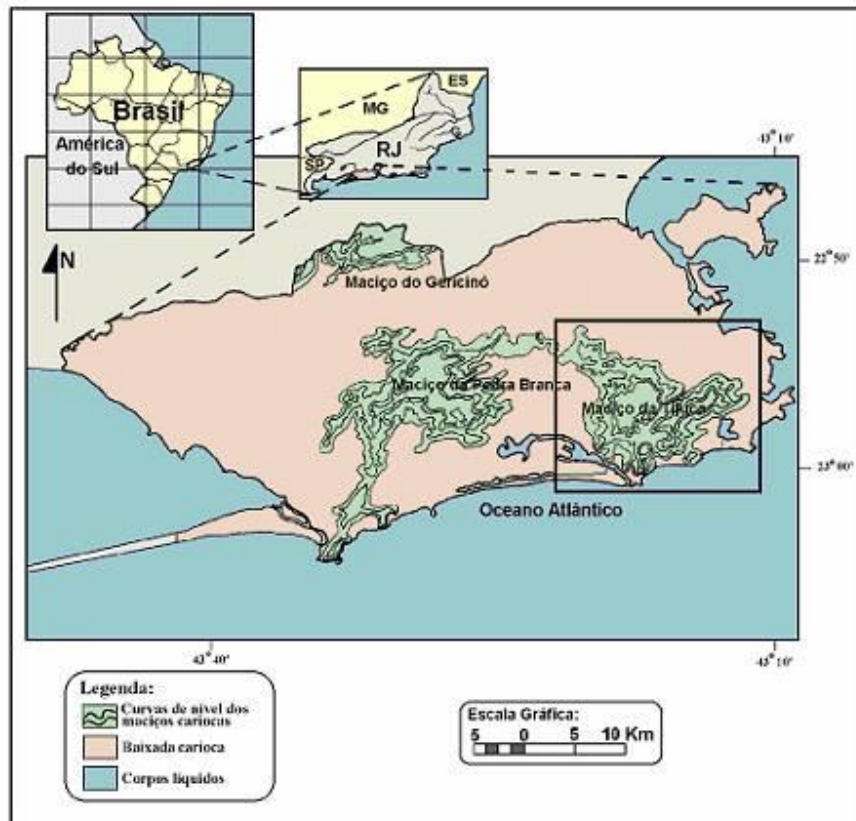 Brasil
América
do Sul
ES
MG
RJ
SP
43°10'
N
22°50'
Maciço do Gericinó
Maciço da Pedra Branca
Maciço da Tijuca
23°00'
Oceano Atlântico
43°40'
43°10'
Legenda:
Curvas de nível dos
maciços cariocas
Baixada carioca
Corpos líquidos
Escala Gráfica:
5 0 5 10 Km